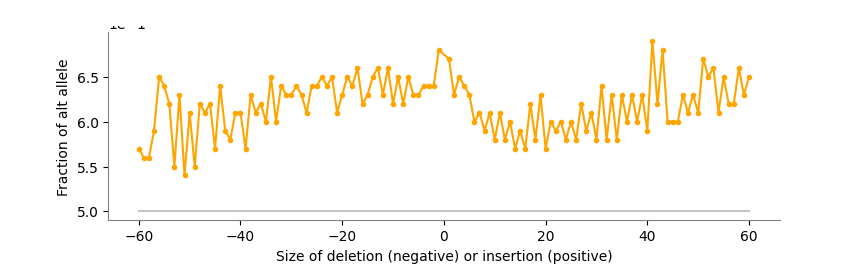 6.5
6.0
5.5
5.0
Fraction of alt allele
−60 −40 −20 0 20 40 60
Size of deletion (negative) or insertion (positive)